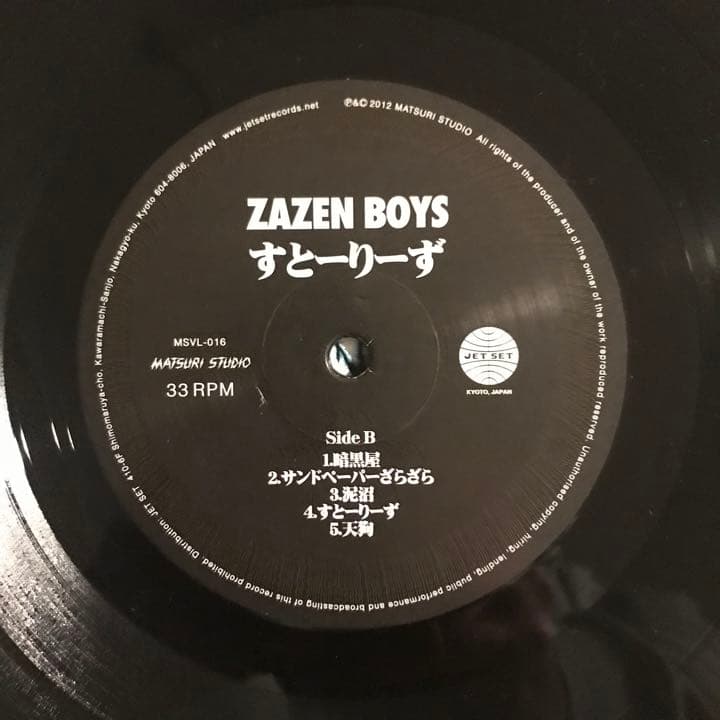 ZAZEN BOYS
すとーりーず
MSVL-016
MATSURI STUDIO
33 RPM
JET SET
KYOTO, JAPAN
Side B
1.暗黒屋
2.サンドペーパーざらざら
3.泥沼
4.すとーりーず
5.天狗
℗&© 2012 MATSURI STUDIO All rights of the producer and of the owner of the work reproduced reserved. Unauthorised copying, hiring, lending, public performance and broadcasting of this record prohibited. Distribution: JET SET 410-6F Shimomaruya-cho, Kawaramachi-Sanjo, Nakagyo-ku, Kyoto 604-8006, JAPAN www.jetsetrecords.net